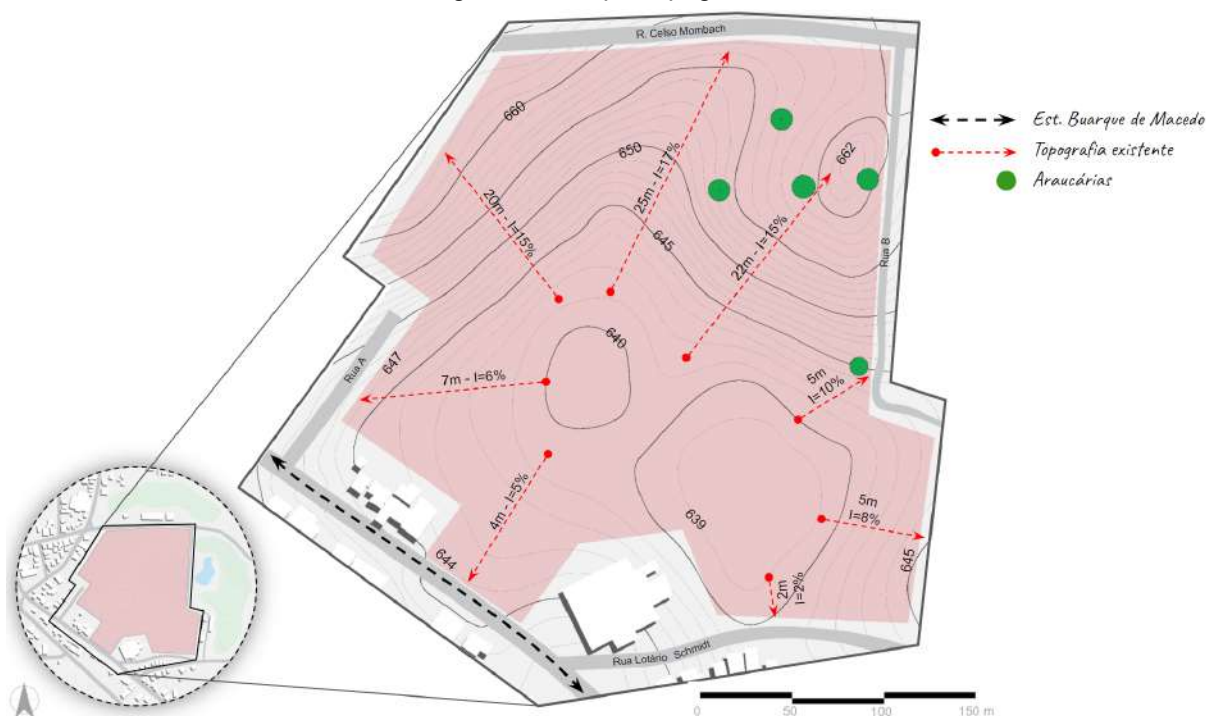 R. Celso Mombach
Est. Buarque de Macedo
Topografia existente
Araucárias
660
650
662
20m - I=15%
25m - I=17%
22m - I=15%
645
Rua B
640
Rua A
647
7m - I=6%
5m
I=10%
4m - I=5%
639
5m
I=8%
644
645
2m
I=2%
Rua Lotário Schmidt
0 50 100 150 m